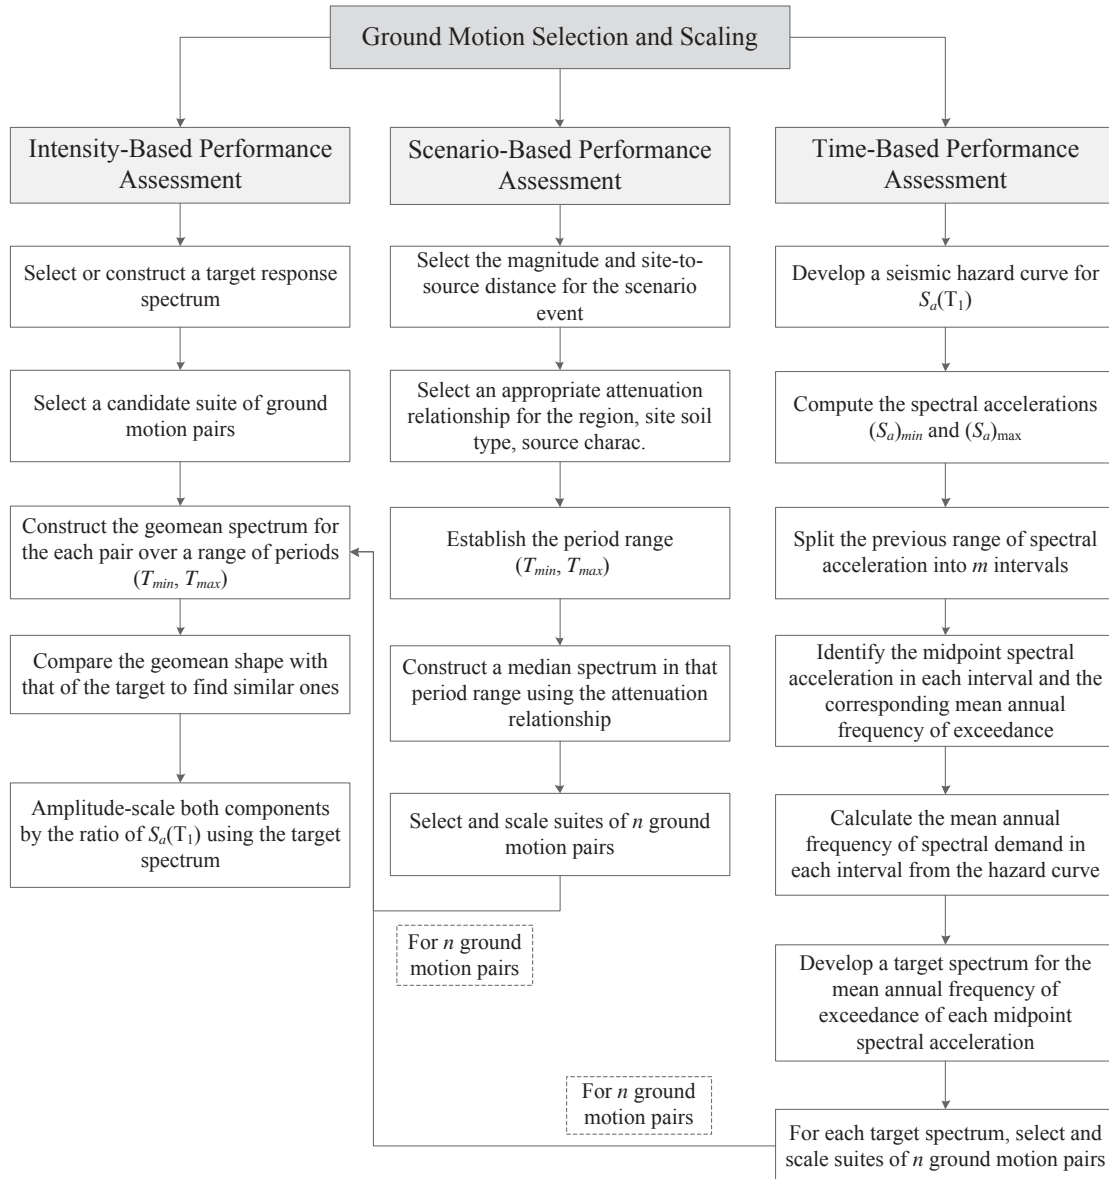 Ground Motion Selection and Scaling
Intensity-Based Performance
Assessment
Select or construct a target response
spectrum
Select a candidate suite of ground
motion pairs
Construct the geomean spectrum for
the each pair over a range of periods
(Tmin, Tmax)
Compare the geomean shape with
that of the target to find similar ones
Amplitude-scale both components
by the ratio of Sa(T1) using the target
spectrum
Scenario-Based Performance
Assessment
Select the magnitude and site-to-
source distance for the scenario
event
Select an appropriate attenuation
relationship for the region, site soil
type, source charac.
Establish the period range
(Tmin, Tmax)
Construct a median spectrum in that
period range using the attenuation
relationship
Select and scale suites of n ground
motion pairs
For n ground
motion pairs
Time-Based Performance
Assessment
Develop a seismic hazard curve for
Sa(T1)
Compute the spectral accelerations
(Sa)min and (Sa)max
Split the previous range of spectral
acceleration into m intervals
Identify the midpoint spectral
acceleration in each interval and the
corresponding mean annual
frequency of exceedance
Calculate the mean annual
frequency of spectral demand in
each interval from the hazard curve
Develop a target spectrum for the
mean annual frequency of
exceedance of each midpoint
spectral acceleration
For each target spectrum, select and
scale suites of n ground motion pairs
For n ground
motion pairs